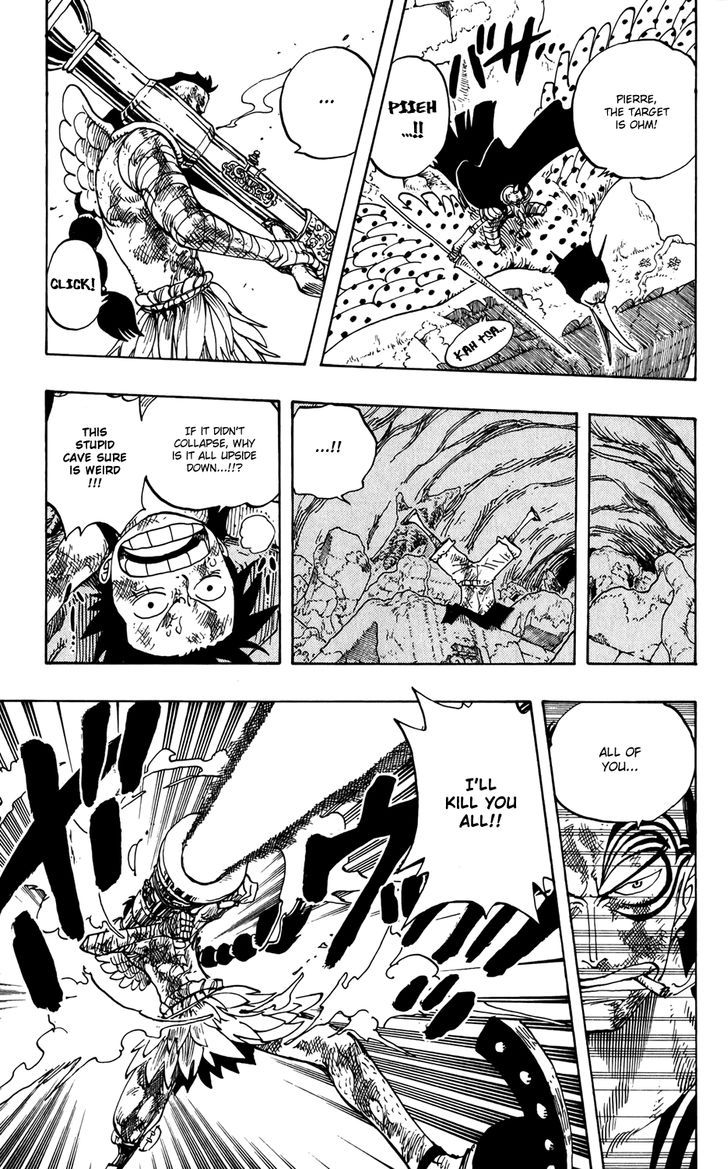 PIERRE,
THE TARGET
IS OHM!
PIIEH
...!!
KAH TSA..
...
CLICK!
...!!
IF IT DIDN'T
COLLAPSE, WHY
IS IT ALL UPSIDE
DOWN...!!?
THIS
STUPID
CAVE SURE
IS WEIRD
!!!
ALL OF
YOU...
I'LL
KILL YOU
ALL!!